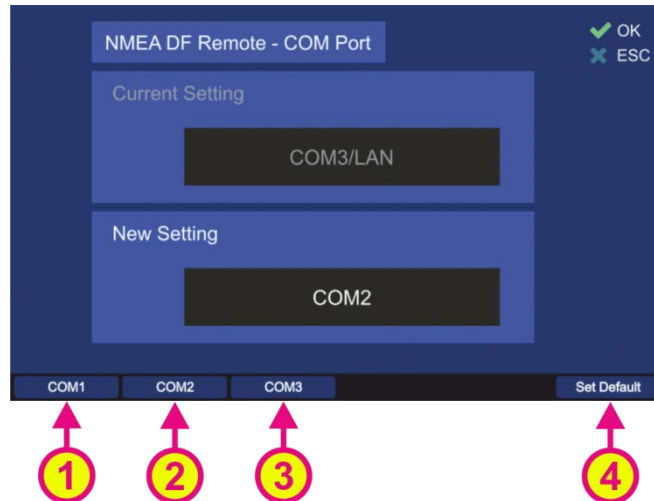 NMEA DF Remote - COM Port
OK
ESC
Current Setting
COM3/LAN
New Setting
COM2
COM1 COM2 COM3 Set Default
1 2 3 4